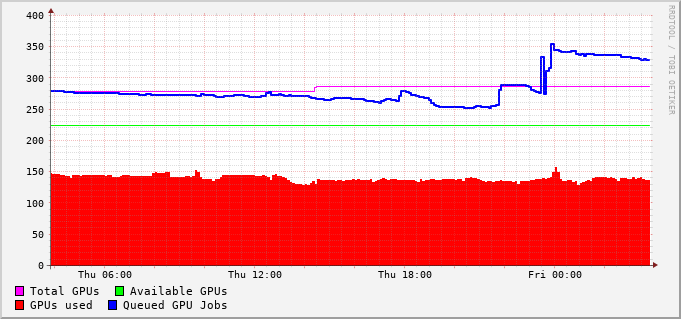 400
350
300
250
200
150
100
50
0
Thu 06:00 Thu 12:00 Thu 18:00 Fri 00:00
Total GPUs Available GPUs
GPUs used Queued GPU Jobs
RRDTOOL / TOBI OETIKER